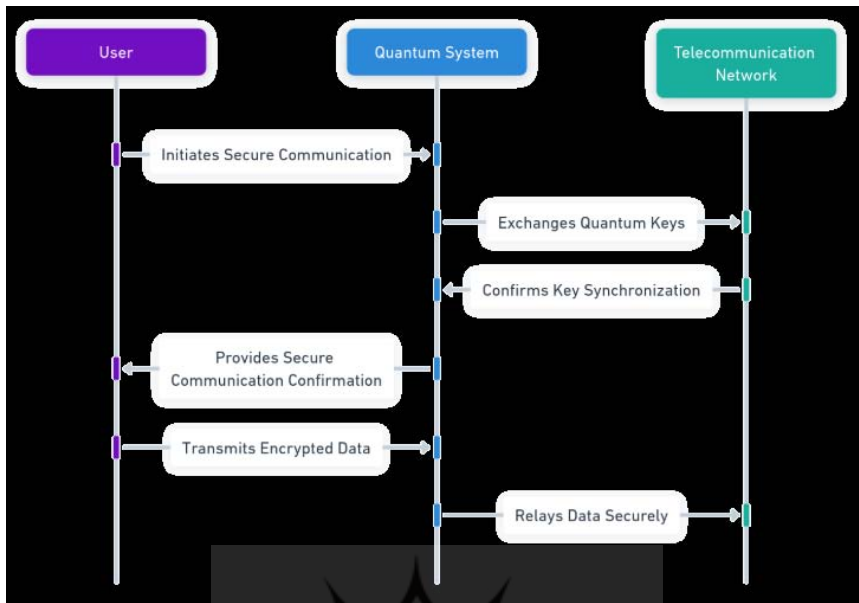 User
Quantum System
Telecommunication
Network
Initiates Secure Communication
Exchanges Quantum Keys
Confirms Key Synchronization
Provides Secure
Communication Confirmation
Transmits Encrypted Data
Relays Data Securely